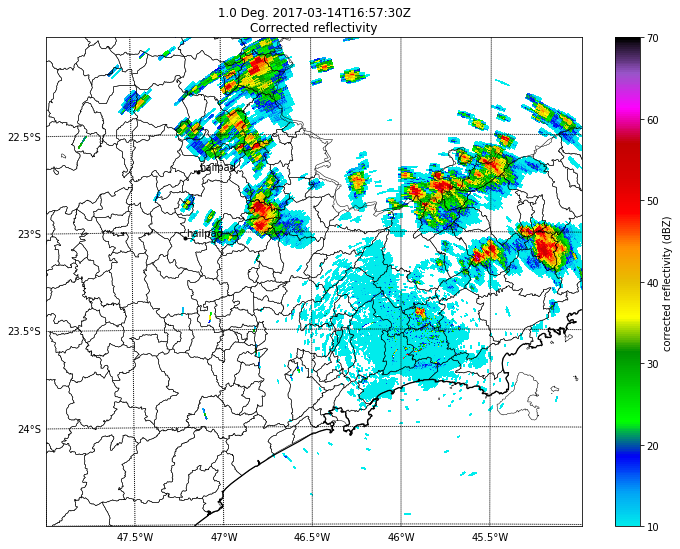 1.0 Deg. 2017-03-14T16:57:30Z
Corrected reflectivity
22.5°S
23°S
23.5°S
24°S
47.5°W
47°W
46.5°W
46°W
45.5°W
hailpad
hailpad
70
60
50
40
30
20
10
corrected reflectivity (dBZ)